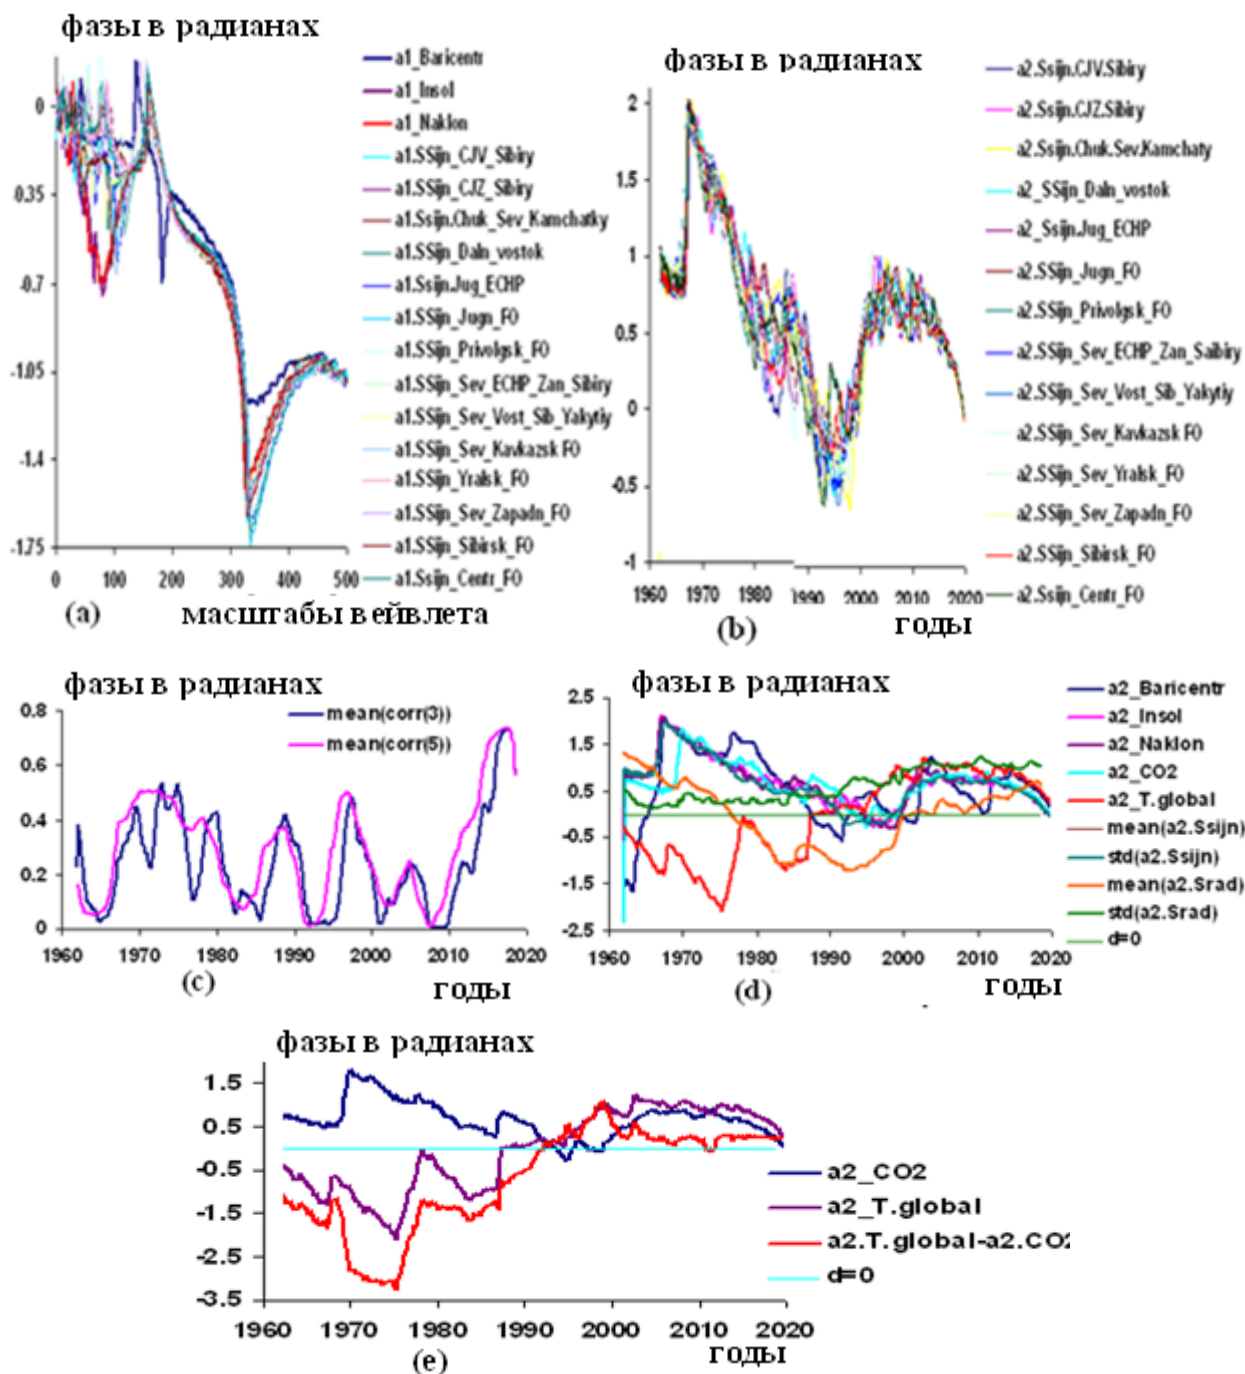 фазы в радианах
0
-0.35
-0.7
-1.05
-1.4
-1.75
0 100 200 300 400 500
a1_Baricentr
a1_Insol
a1_Naklon
a1.SSijn_CJV_Sibiry
a1.SSijn_CJZ_Sibiry
a1.Ssijn.Chuk_Sev_Kamchatky
a1.SSijn_Daln_vostok
a1.Ssijn.Jug_ECHP
a1.SSijn_Jugn_FO
a1.SSijn_Privolgsk_FO
a1.SSijn_Sev_ECHP_Zan_Sibiry
a1.SSijn_Sev_Vost_Sib_Yakytiy
a1.SSijn_Sev_Kavkazsk FO
a1.SSijn_Yralsk_FO
a1.SSijn_Sev_Zapadn_FO
a1.SSijn_Sibirsk_FO
a1.Ssijn_Centr_FO
(a) масштабы вейвлета
фазы в радианах
2
1.5
1
0.5
0
-0.5
-1
1960 1970 1980 1990 2000 2010 2020
a2.Ssijn.CJV.Sibiry
a2.Ssijn.CJZ.Sibiry
a2.Ssijn.Chuk.Sev.Kamchaty
a2_SSijn_Daln_vostok
a2_Ssijn.Jug_ECHP
a2.SSijn_Jugn_FO
a2.SSijn_Privolgsk_FO
a2.SSijn_Sev_ECHP_Zan_Saibiry
a2.SSijn_Sev_Vost_Sib_Yakytiy
a2.SSijn_Sev_Kavkazsk FO
a2.SSijn_Sev_Yralsk_FO
a2.SSijn_Sev_Zapadn_FO
a2.SSijn_Sibirsk_FO
a2.Ssijn_Centr_FO
(b) годы
фазы в радианах
0.8
0.6
0.4
0.2
0
1960 1970 1980 1990 2000 2010 2020
mean(corr(3))
mean(corr(5))
(c) годы
фазы в радианах
2.5
1.5
0.5
-0.5
-1.5
-2.5
1960 1970 1980 1990 2000 2010 2020
a2_Baricentr
a2_Insol
a2_Naklon
a2_CO2
a2_T.global
mean(a2.Ssijn)
std(a2.Ssijn)
mean(a2.Srad)
std(a2.Srad)
d=0
(d) годы
фазы в радианах
1.5
0.5
-0.5
-1.5
-2.5
-3.5
1960 1970 1980 1990 2000 2010 2020
a2_CO2
a2_T.global
a2.T.global-a2.CO2
d=0
(e) годы